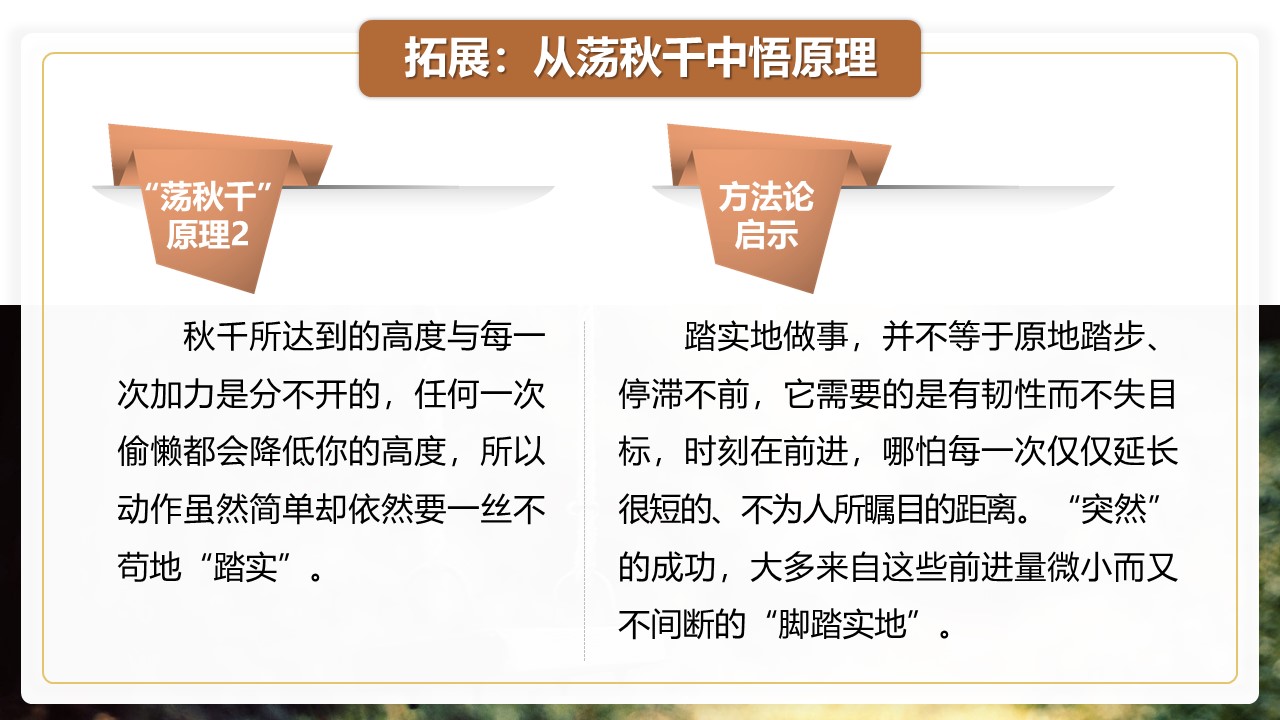 拓展：从荡秋千中悟原理
“荡秋千”
原理2
秋千所达到的高度与每一
次加力是分不开的，任何一次
偷懒都会降低你的高度，所以
动作虽然简单却依然要一丝不
苟地“踏实”。
方法论
启示
踏实地做事，并不等于原地踏步、
停滞不前，它需要的是有韧性而不失目
标，时刻在前进，哪怕每一次仅仅延长
很短的、不为人所瞩目的距离。“突然”
的成功，大多来自这些前进量微小而又
不间断的“脚踏实地”。